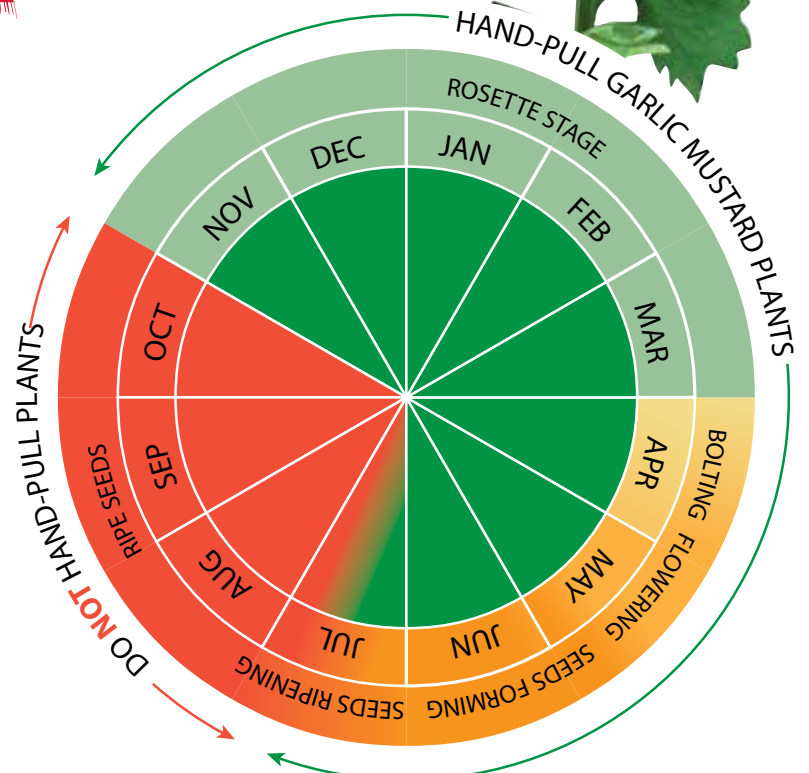 HAND-PULL GARLIC MUSTARD PLANTS
ROSETTE STAGE
JAN
FEB
MAR
APR
MAY
JUN
JUL
AUG
SEP
OCT
NOV
DEC
BOLTING
FLOWERING
SEEDS FORMING
SEEDS RIPENING
RIPE SEEDS
DO NOT HAND-PULL PLANTS